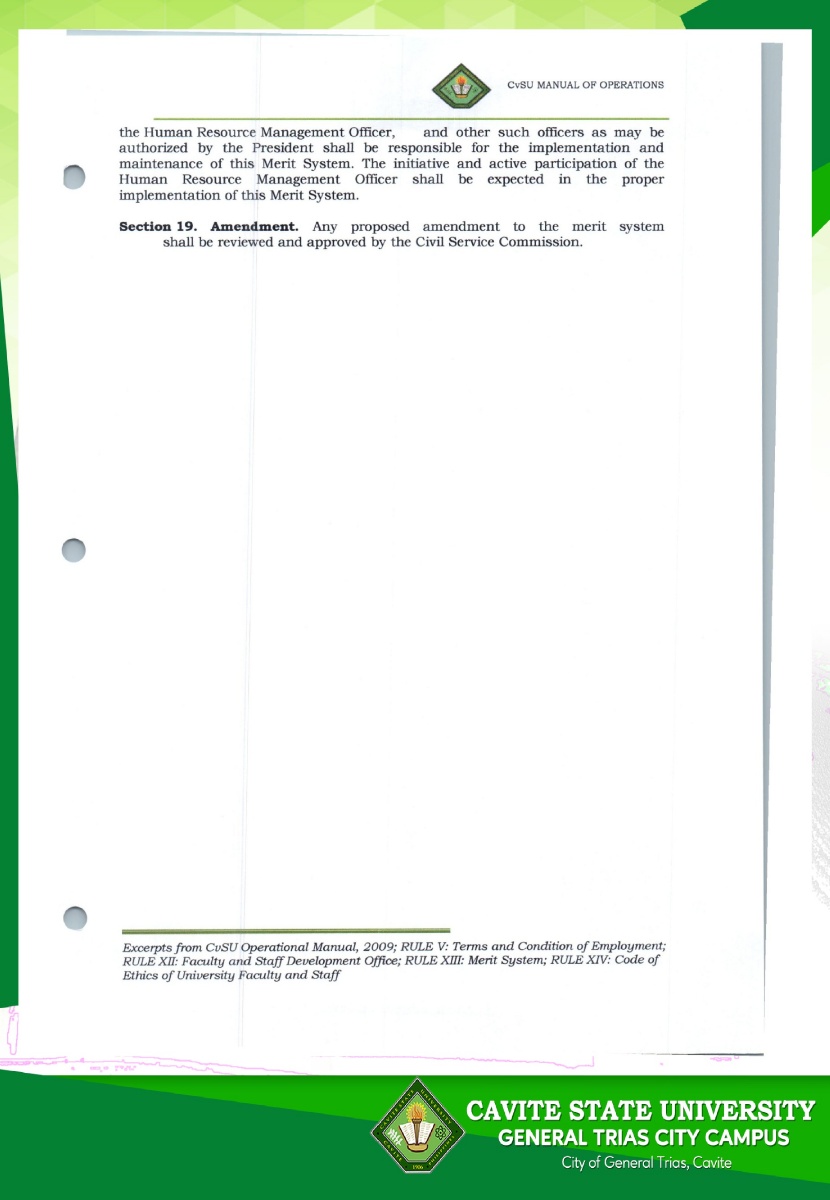 CvSU MANUAL OF OPERATIONS
the Human Resource Management Officer, and other such officers as may be
authorized by the President shall be responsible for the implementation and
maintenance of this Merit System. The initiative and active participation of the
Human Resource Management Officer shall be expected in the proper
implementation of this Merit System.
Section 19. Amendment. Any proposed amendment to the merit system
shall be reviewed and approved by the Civil Service Commission.
Excerpts from CvSU Operational Manual, 2009; RULE V: Terms and Condition of Employment;
RULE XII: Faculty and Staff Development Office; RULE XIII: Merit System; RULE XIV: Code of
Ethics of University Faculty and Staff
CAVITE STATE UNIVERSITY
GENERAL TRIAS CITY CAMPUS
City of General Trias, Cavite
1906